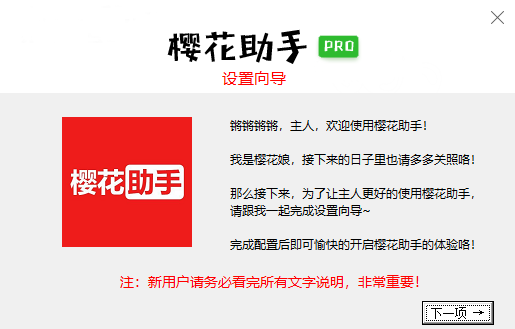 樱花助手 PRO
设置向导
樱花助手
锵锵锵锵，主人，欢迎使用樱花助手！
我是樱花娘，接下来的日子里也请多多关照咯！
那么接下来，为了让主人更好的使用樱花助手，
请跟我一起完成设置向导~
完成配置后即可愉快的开启樱花助手的体验咯！
注：新用户请务必看完所有文字说明，非常重要！
下一项 →